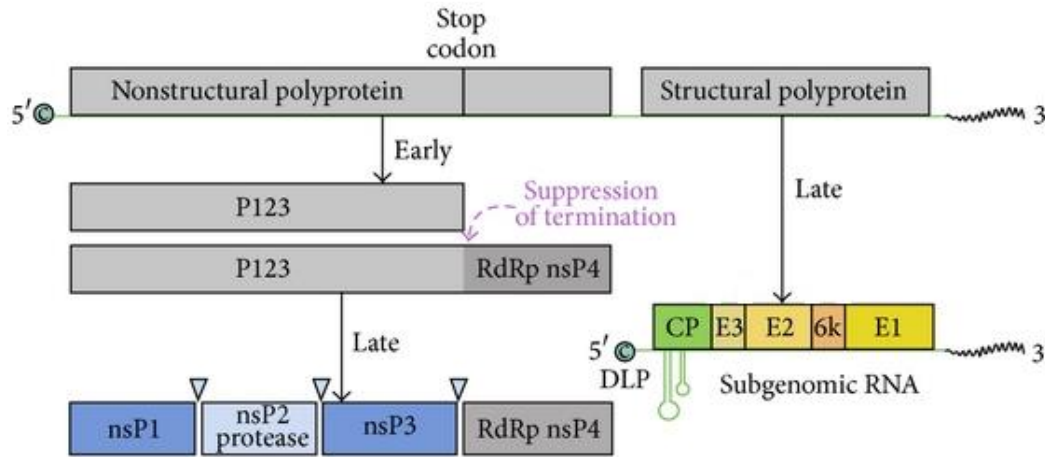 Stop
codon
Nonstructural polyprotein
Structural polyprotein
5′ C
3
Early
Late
P123
Suppression
of termination
P123
RdRp nsP4
Late
CP E3 E2 6k E1
5′ C
3
DLP
Subgenomic RNA
nsP1
nsP2
protease
nsP3
RdRp nsP4